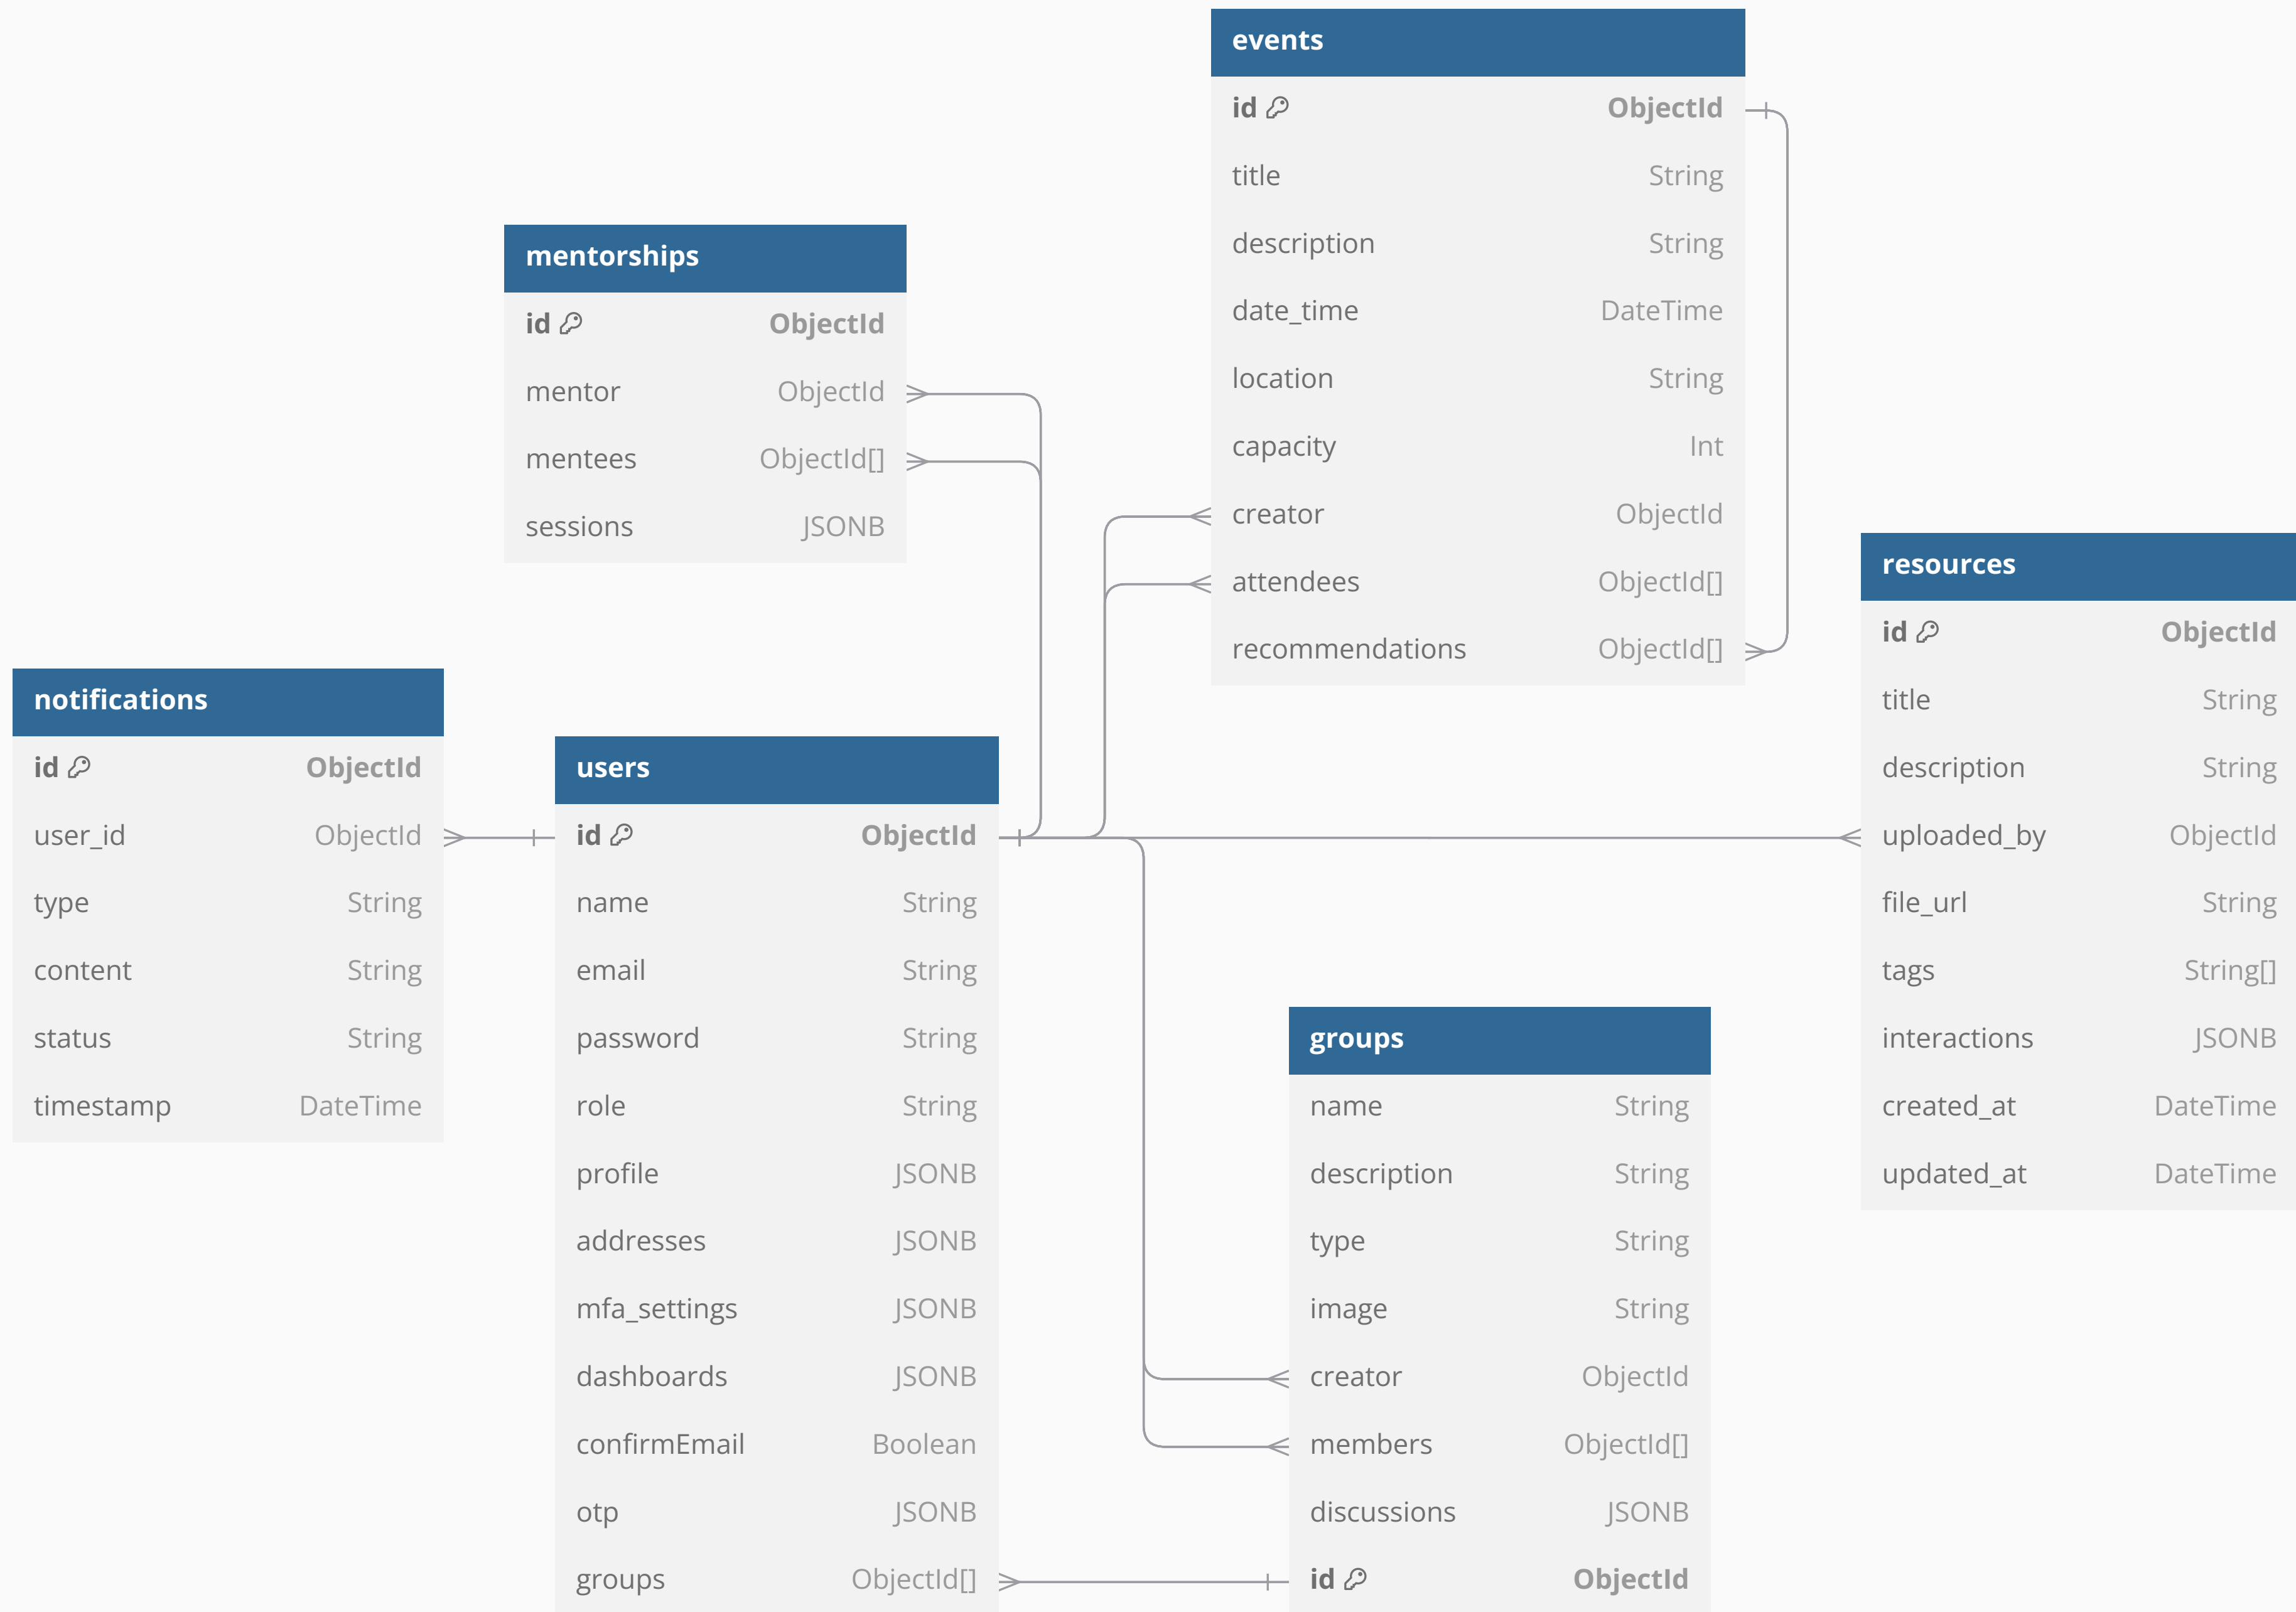 events
id ObjectId
title String
description String
date_time DateTime
location String
capacity Int
creator ObjectId
attendees ObjectId[]
recommendations ObjectId[]
mentorships
id ObjectId
mentor ObjectId
mentees ObjectId[]
sessions JSONB
resources
id ObjectId
title String
description String
uploaded_by ObjectId
file_url String
tags String[]
interactions JSONB
created_at DateTime
updated_at DateTime
notifications
id ObjectId
user_id ObjectId
type String
content String
status String
timestamp DateTime
users
id ObjectId
name String
email String
password String
role String
profile JSONB
addresses JSONB
mfa_settings JSONB
dashboards JSONB
confirmEmail Boolean
otp JSONB
groups ObjectId[]
groups
name String
description String
type String
image String
creator ObjectId
members ObjectId[]
discussions JSONB
id ObjectId